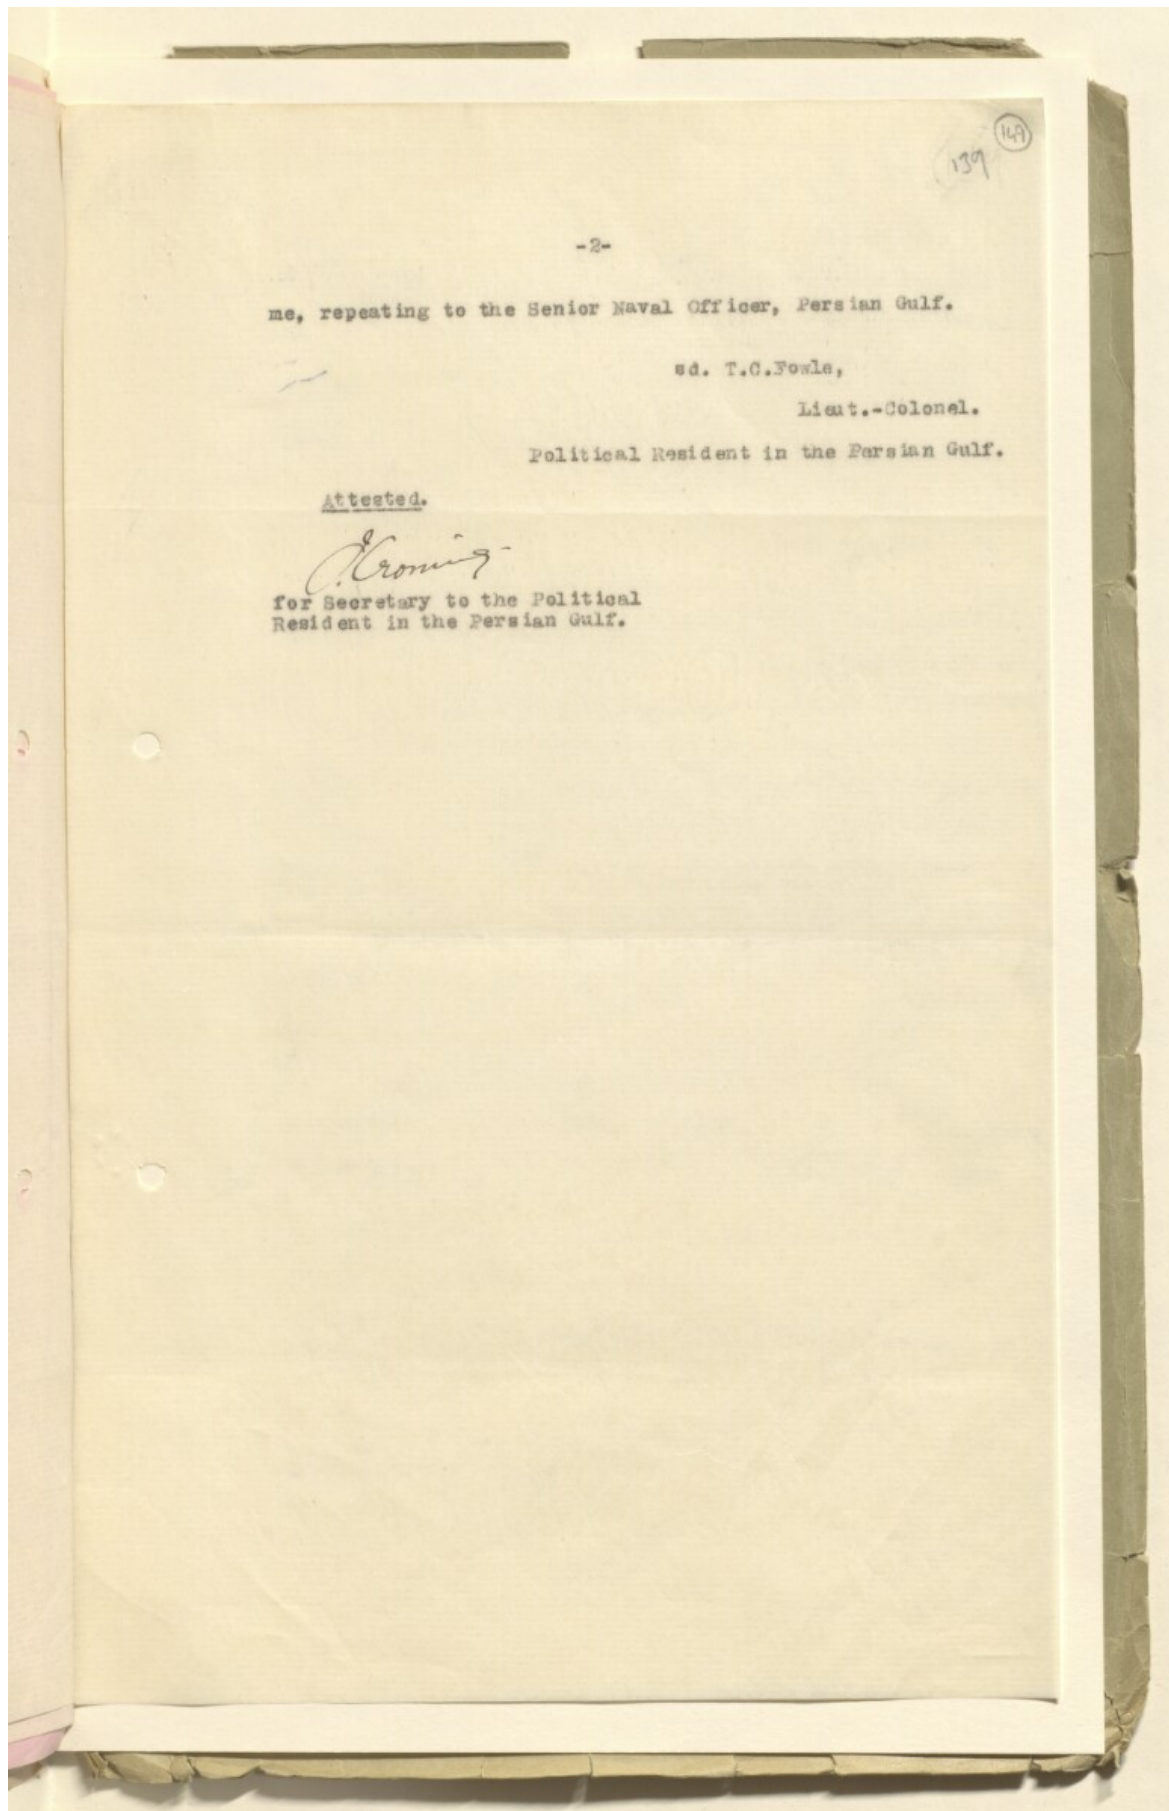 149
139
-2-
me, repeating to the Senior Naval Officer, Persian Gulf.
sd. T.C.Fowle,
Lieut.-Colonel.
Political Resident in the Persian Gulf.
Attested.
for Secretary to the Political
Resident in the Persian Gulf.